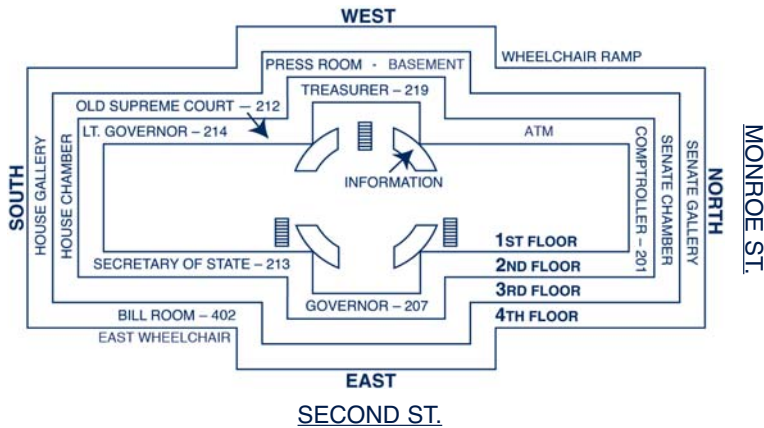 WEST
WHEELCHAIR RAMP
PRESS ROOM - BASEMENT
TREASURER – 219
OLD SUPREME COURT – 212
LT. GOVERNOR – 214
ATM
INFORMATION
SOUTH
HOUSE GALLERY
HOUSE CHAMBER
COMPTROLLER – 201
SENATE CHAMBER
SENATE GALLERY
NORTH
MONROE ST.
1ST FLOOR
SECRETARY OF STATE – 213
2ND FLOOR
GOVERNOR – 207
3RD FLOOR
BILL ROOM – 402
4TH FLOOR
EAST WHEELCHAIR
EAST
SECOND ST.